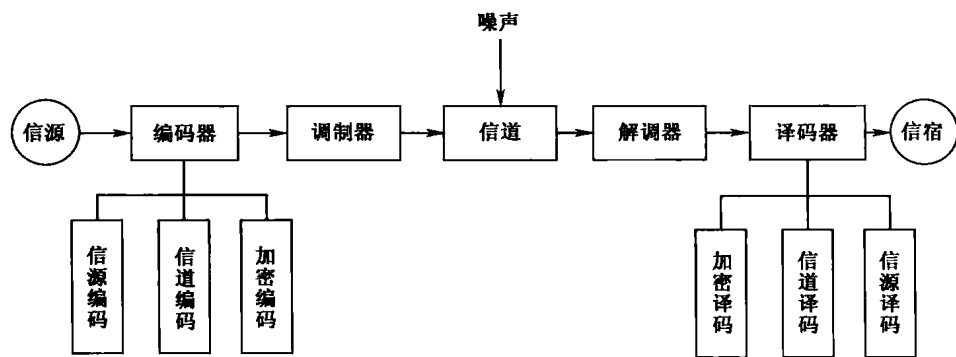 噪声
信源
编码器
调制器
信道
解调器
译码器
信宿
信源编码
信道编码
加密编码
加密译码
信道译码
信源译码